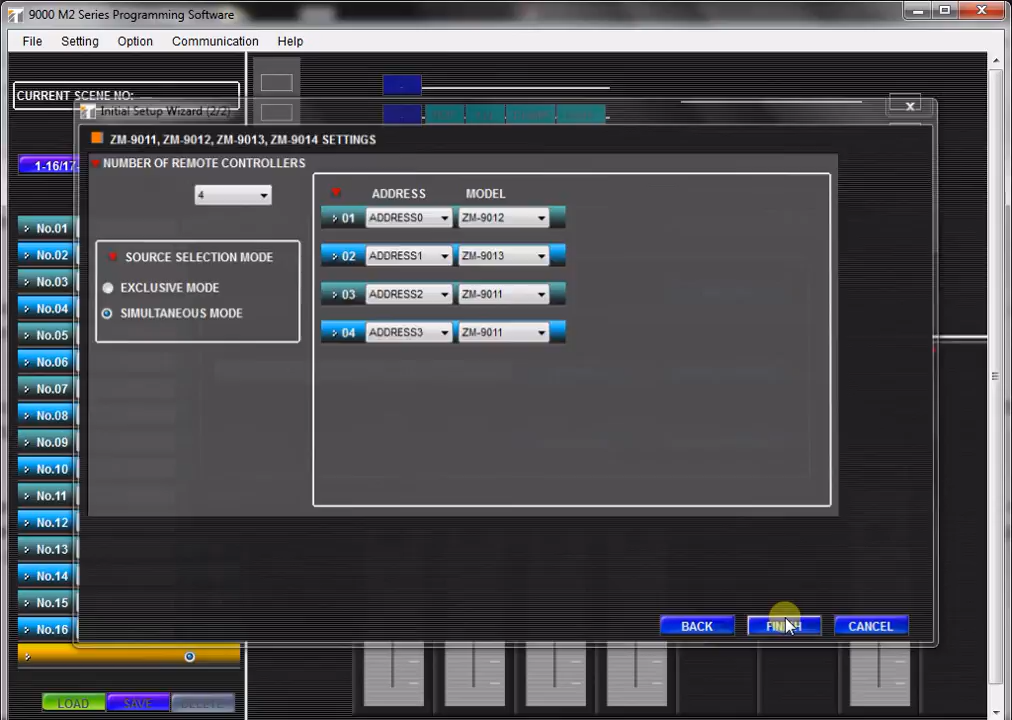 9000 M2 Series Programming Software
File Setting Option Communication Help
CURRENT SCENE NO:
Initial Setup Wizard (2/2)
ZM-9011, ZM-9012, ZM-9013, ZM-9014 SETTINGS
NUMBER OF REMOTE CONTROLLERS
4
ADDRESS MODEL
01 ADDRESS0 ZM-9012
02 ADDRESS1 ZM-9013
03 ADDRESS2 ZM-9011
04 ADDRESS3 ZM-9011
SOURCE SELECTION MODE
EXCLUSIVE MODE
SIMULTANEOUS MODE
1-16/17-
No.01
No.02
No.03
No.04
No.05
No.06
No.07
No.08
No.09
No.10
No.11
No.12
No.13
No.14
No.15
No.16
BACK FINISH CANCEL
LOAD SAVE DELETE